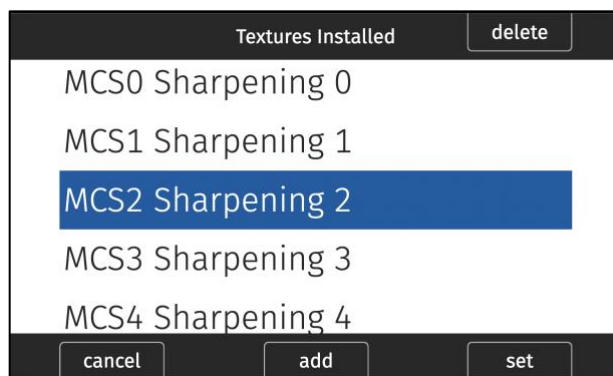 Textures Installed delete
MCS0 Sharpening 0
MCS1 Sharpening 1
MCS2 Sharpening 2
MCS3 Sharpening 3
MCS4 Sharpening 4
cancel add set